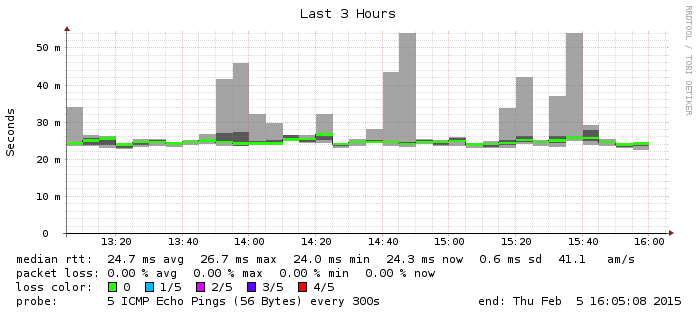 Last 3 Hours
RRDTOOL / TOBI OETIKER
Seconds
50 m
40 m
30 m
20 m
10 m
0
13:20 13:40 14:00 14:20 14:40 15:00 15:20 15:40 16:00
median rtt: 24.7 ms avg 26.7 ms max 24.0 ms min 24.3 ms now 0.6 ms sd 41.1 am/s
packet loss: 0.00 % avg 0.00 % max 0.00 % min 0.00 % now
loss color: 0 1/5 2/5 3/5 4/5
probe: 5 ICMP Echo Pings (56 Bytes) every 300s end: Thu Feb 5 16:05:08 2015